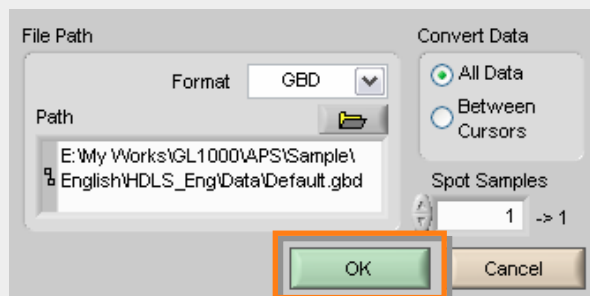 File Path
Format GBD
Path
E:\My Works\GL1000\APS\Sample\
English\HDLS_Eng\Data\Default.gbd
Convert Data
All Data
Between
Cursors
Spot Samples
1 -> 1
OK
Cancel